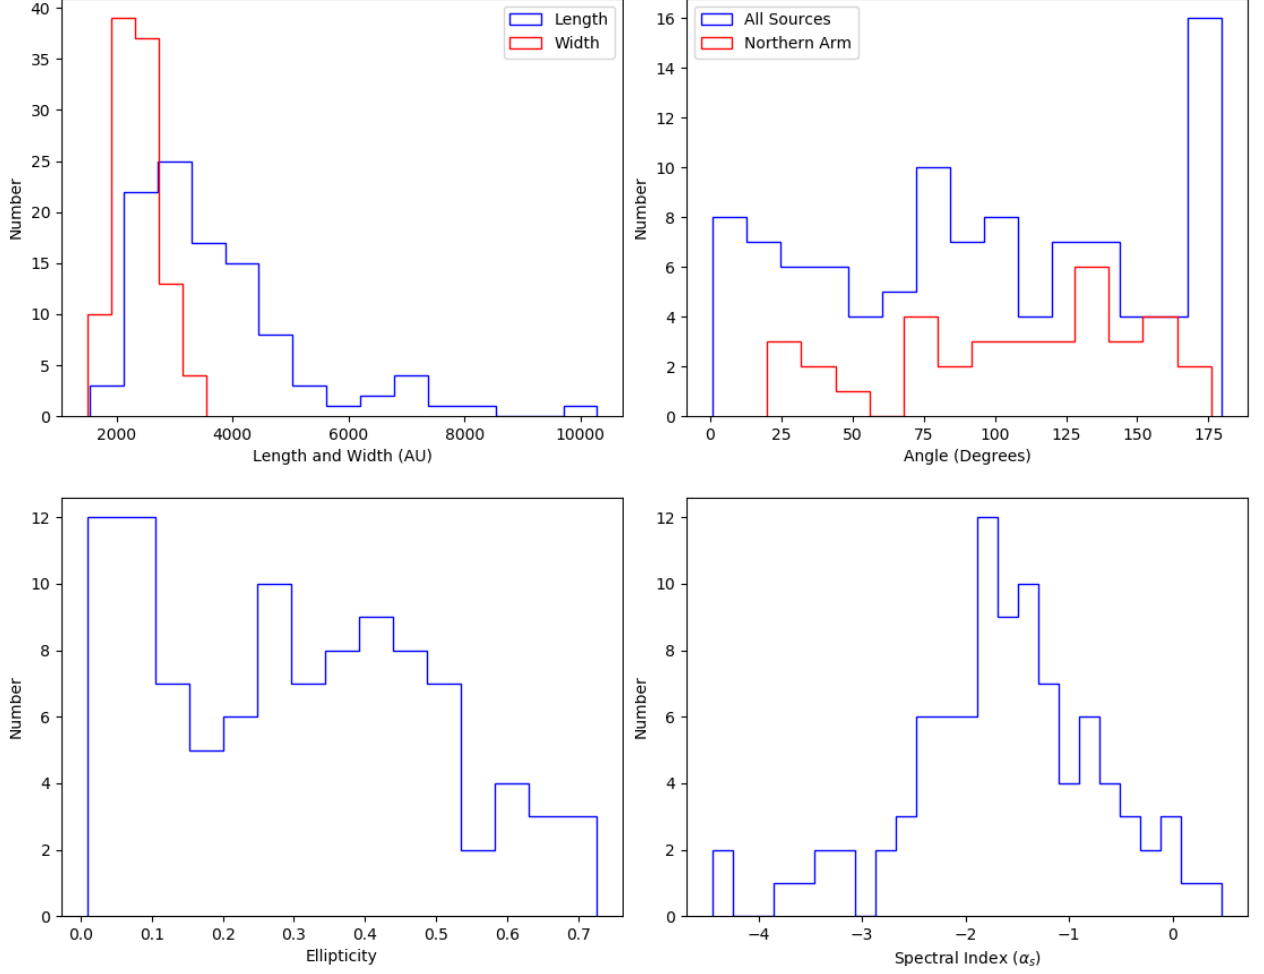 40
35
30
25
20
15
10
5
0
Number
Length
Width
2000 4000 6000 8000 10000
Length and Width (AU)
16
14
12
10
8
6
4
2
0
Number
All Sources
Northern Arm
0 25 50 75 100 125 150 175
Angle (Degrees)
12
10
8
6
4
2
0
Number
0.0 0.1 0.2 0.3 0.4 0.5 0.6 0.7
Ellipticity
12
10
8
6
4
2
0
Number
−4 −3 −2 −1 0
Spectral Index (αₛ)